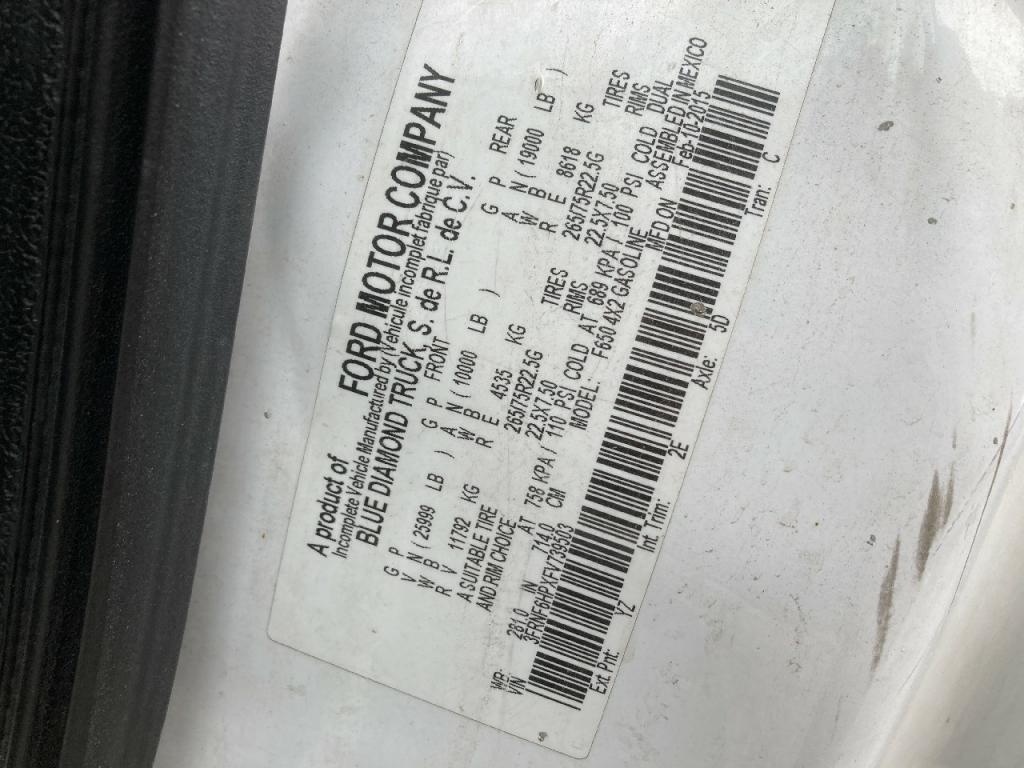 A product of FORD MOTOR COMPANY
Incomplete Vehicle Manufactured by (Vehicule incomplet fabrique par)
BLUE DIAMOND TRUCK, S. de R.L. de C.V.
G P G P FRONT G P REAR
V N A N A N
W B ( 25999 LB ) W B ( 10000 LB ) W B ( 19000 LB )
R V 11792 KG R E 4535 KG R E 8618 KG
A SUITABLE TIRE 265/75R22.5G TIRES 265/75R22.5G TIRES
AND RIM CHOICE 22.5X7.50 RIMS 22.5X7.50 RIMS
AT 758 KPA / 110 PSI COLD AT 689 KPA / 100 PSI COLD DUAL
WB: 281.0 IN 714.0 CM MODEL: F650 4X2 GASOLINE MED ON ASSEMBLED IN MEXICO
VIN 3FRNF6HPXFV739503 Feb-10-2015
Ext. Pnt: YZ Int. Trim: 2E Axle: 5D Tran: C